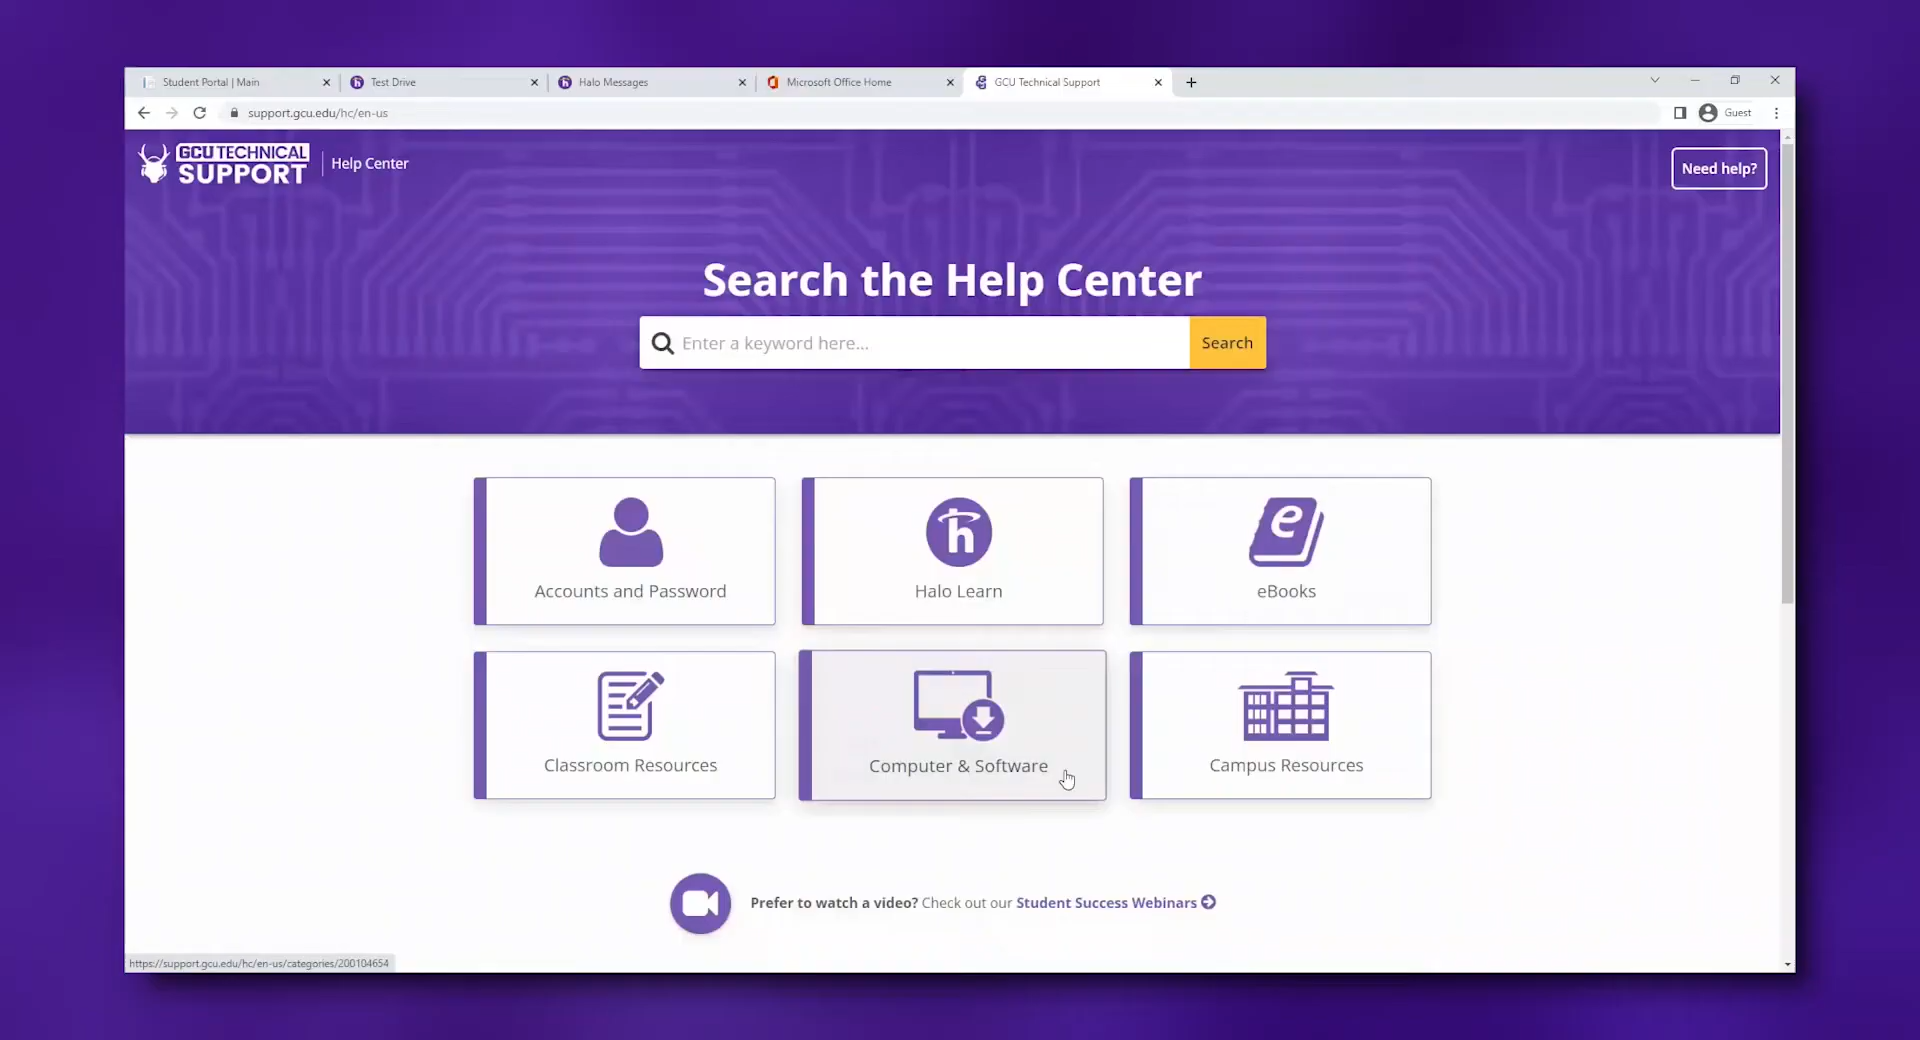 Student Portal | Main
Test Drive
Halo Messages
Microsoft Office Home
GCU Technical Support
support.gcu.edu/hc/en-us
Guest
GCU TECHNICAL
SUPPORT
Help Center
Need help?
Search the Help Center
Enter a keyword here...
Search
Accounts and Password
h
Halo Learn
e
eBooks
Classroom Resources
Computer & Software
Campus Resources
Prefer to watch a video? Check out our Student Success Webinars
https://support.gcu.edu/hc/en-us/categories/200104654